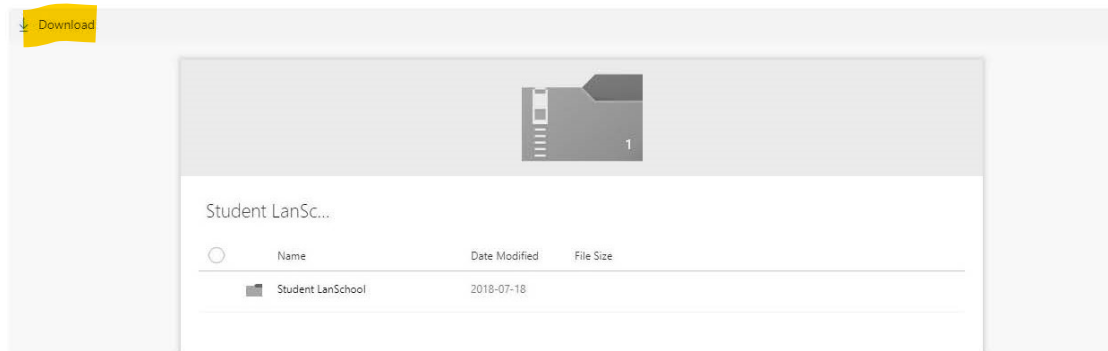 Download
1
Student LanSc...
Name Date Modified File Size
Student LanSchool 2018-07-18